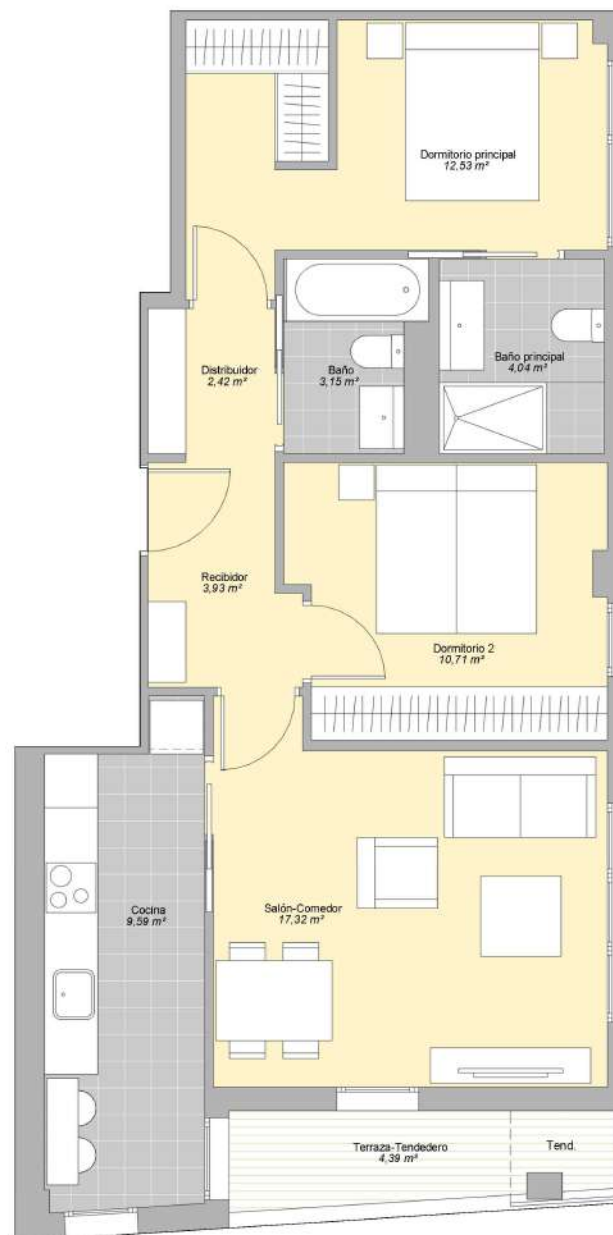 Dormitorio principal
12,53 m²
Distribuidor
2,42 m²
Baño
3,15 m²
Baño principal
4,04 m²
Recibidor
3,93 m²
Dormitorio 2
10,71 m²
Cocina
9,59 m²
Salón-Comedor
17,32 m²
Terraza-Tendedero
4,39 m²
Tend.